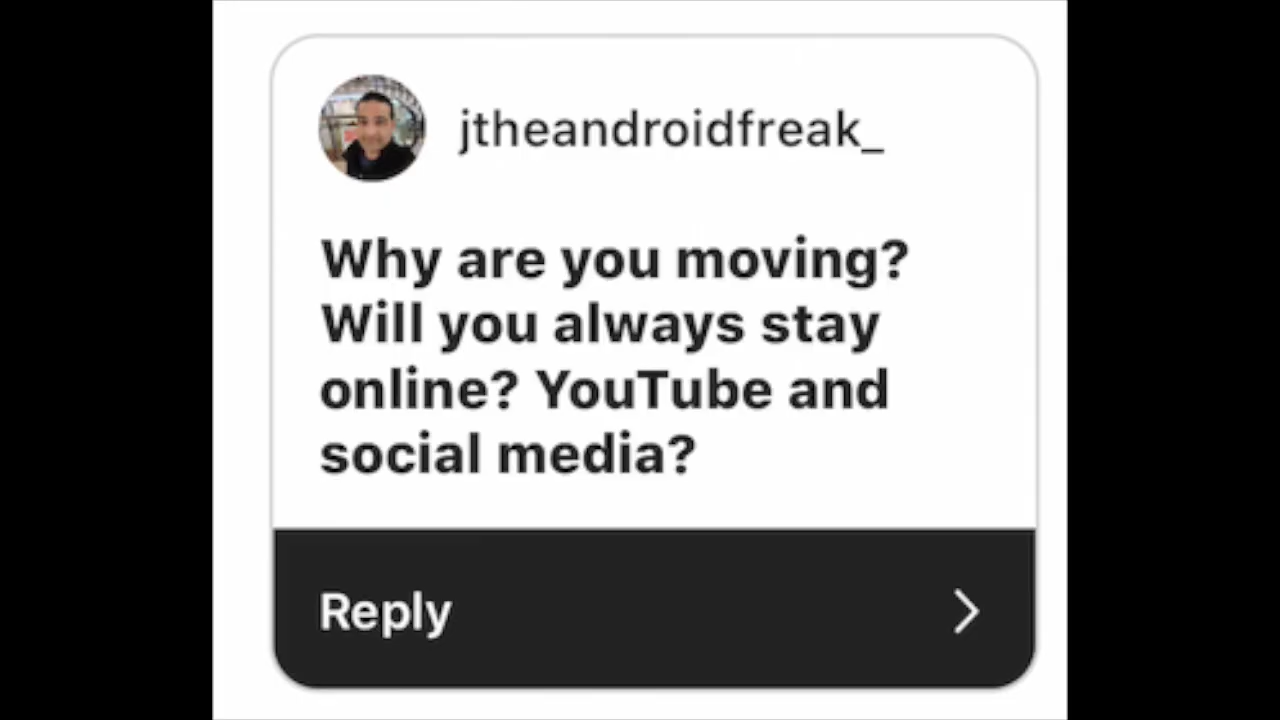 jtheandroidfreak_
Why are you moving?
Will you always stay
online? YouTube and
social media?
Reply